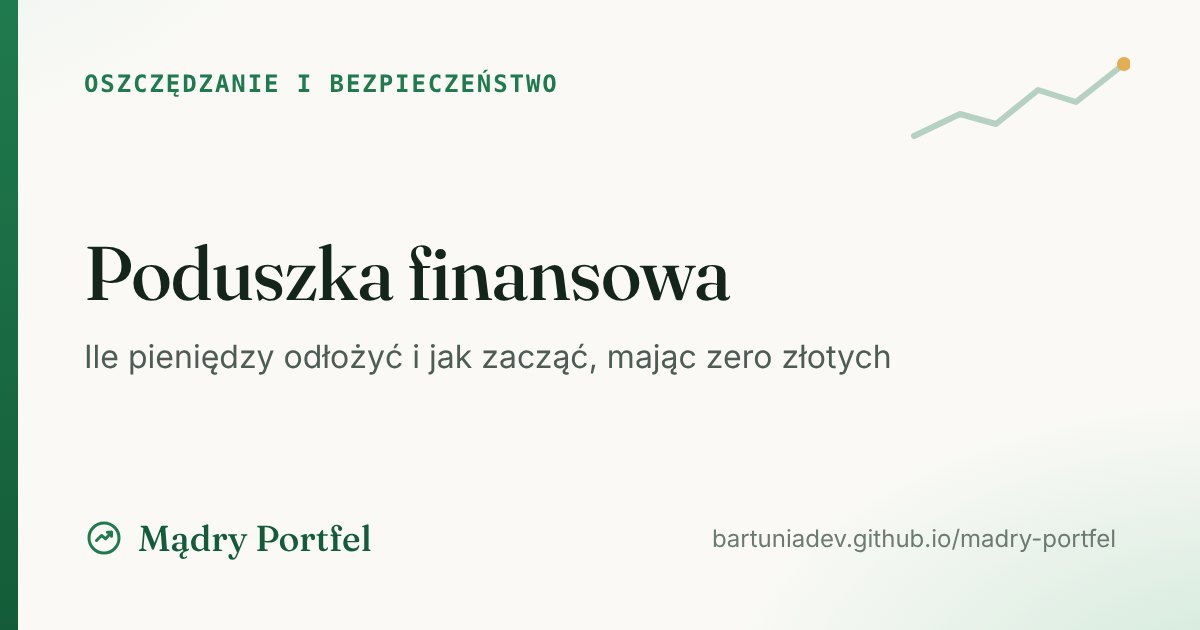 OSZCZĘDZANIE I BEZPIECZEŃSTWO
Poduszka finansowa
Ile pieniędzy odłożyć i jak zacząć, mając zero złotych
Mądry Portfel
bartuniadev.github.io/madry-portfel